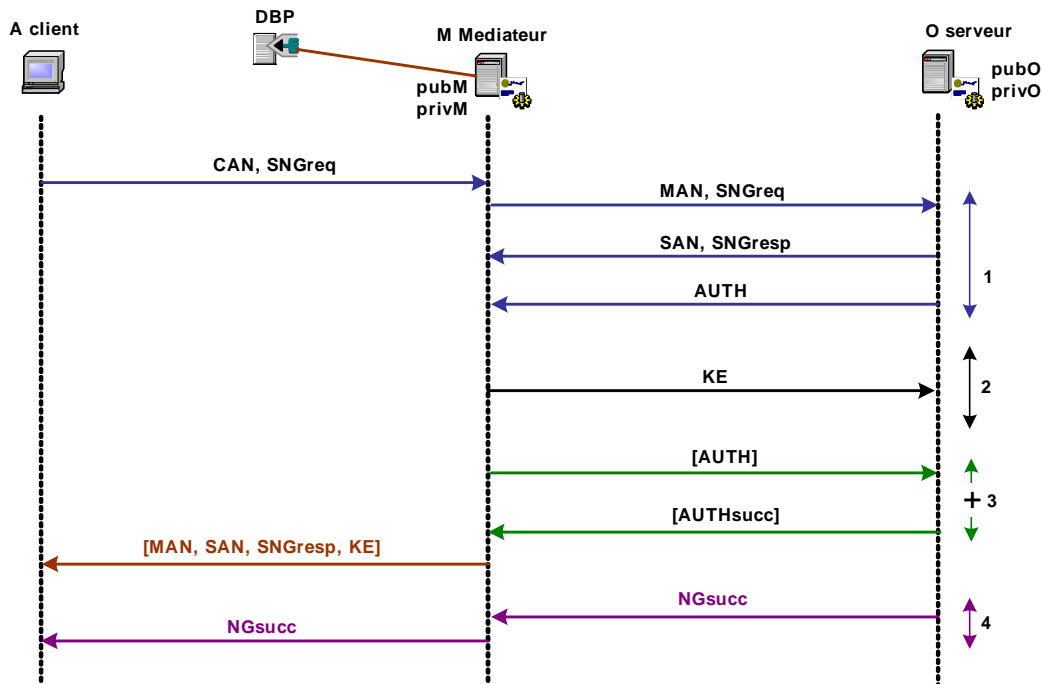 DBP
A client
M Mediateur
O serveur
pubM
privM
pubO
privO
CAN, SNGreq
MAN, SNGreq
SAN, SNGresp
1
AUTH
KE
2
[AUTH]
+ 3
[AUTHsucc]
[MAN, SAN, SNGresp, KE]
NGsucc
4
NGsucc